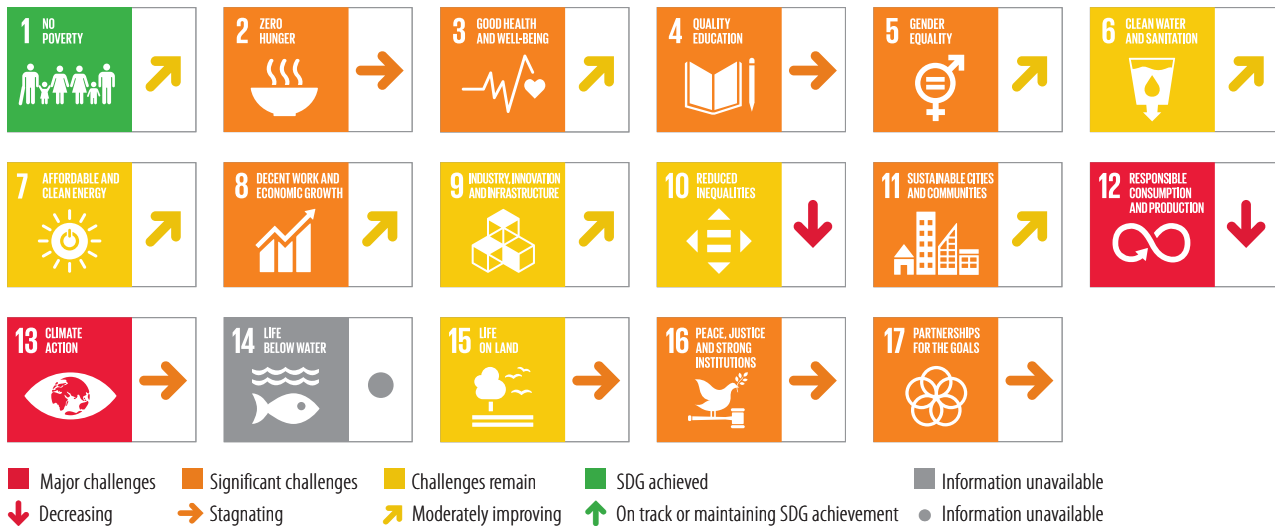 1 NO
POVERTY
2 ZERO
HUNGER
3 GOOD HEALTH
AND WELL-BEING
4 QUALITY
EDUCATION
5 GENDER
EQUALITY
6 CLEAN WATER
AND SANITATION
7 AFFORDABLE AND
CLEAN ENERGY
8 DECENT WORK AND
ECONOMIC GROWTH
9 INDUSTRY, INNOVATION
AND INFRASTRUCTURE
10 REDUCED
INEQUALITIES
11 SUSTAINABLE CITIES
AND COMMUNITIES
12 RESPONSIBLE
CONSUMPTION
AND PRODUCTION
13 CLIMATE
ACTION
14 LIFE
BELOW WATER
15 LIFE
ON LAND
16 PEACE, JUSTICE
AND STRONG
INSTITUTIONS
17 PARTNERSHIPS
FOR THE GOALS
Major challenges Significant challenges Challenges remain SDG achieved Information unavailable
Decreasing Stagnating Moderately improving On track or maintaining SDG achievement Information unavailable